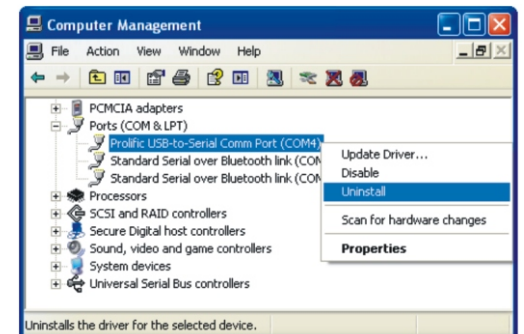 Computer Management
File Action View Window Help
PCMCIA adapters
Ports (COM & LPT)
Prolific USB-to-Serial Comm Port (COM4)
Standard Serial over Bluetooth link (COM
Standard Serial over Bluetooth link (COM
Processors
SCSI and RAID controllers
Secure Digital host controllers
Sound, video and game controllers
System devices
Universal Serial Bus controllers
Update Driver...
Disable
Uninstall
Scan for hardware changes
Properties
Uninstalls the driver for the selected device.